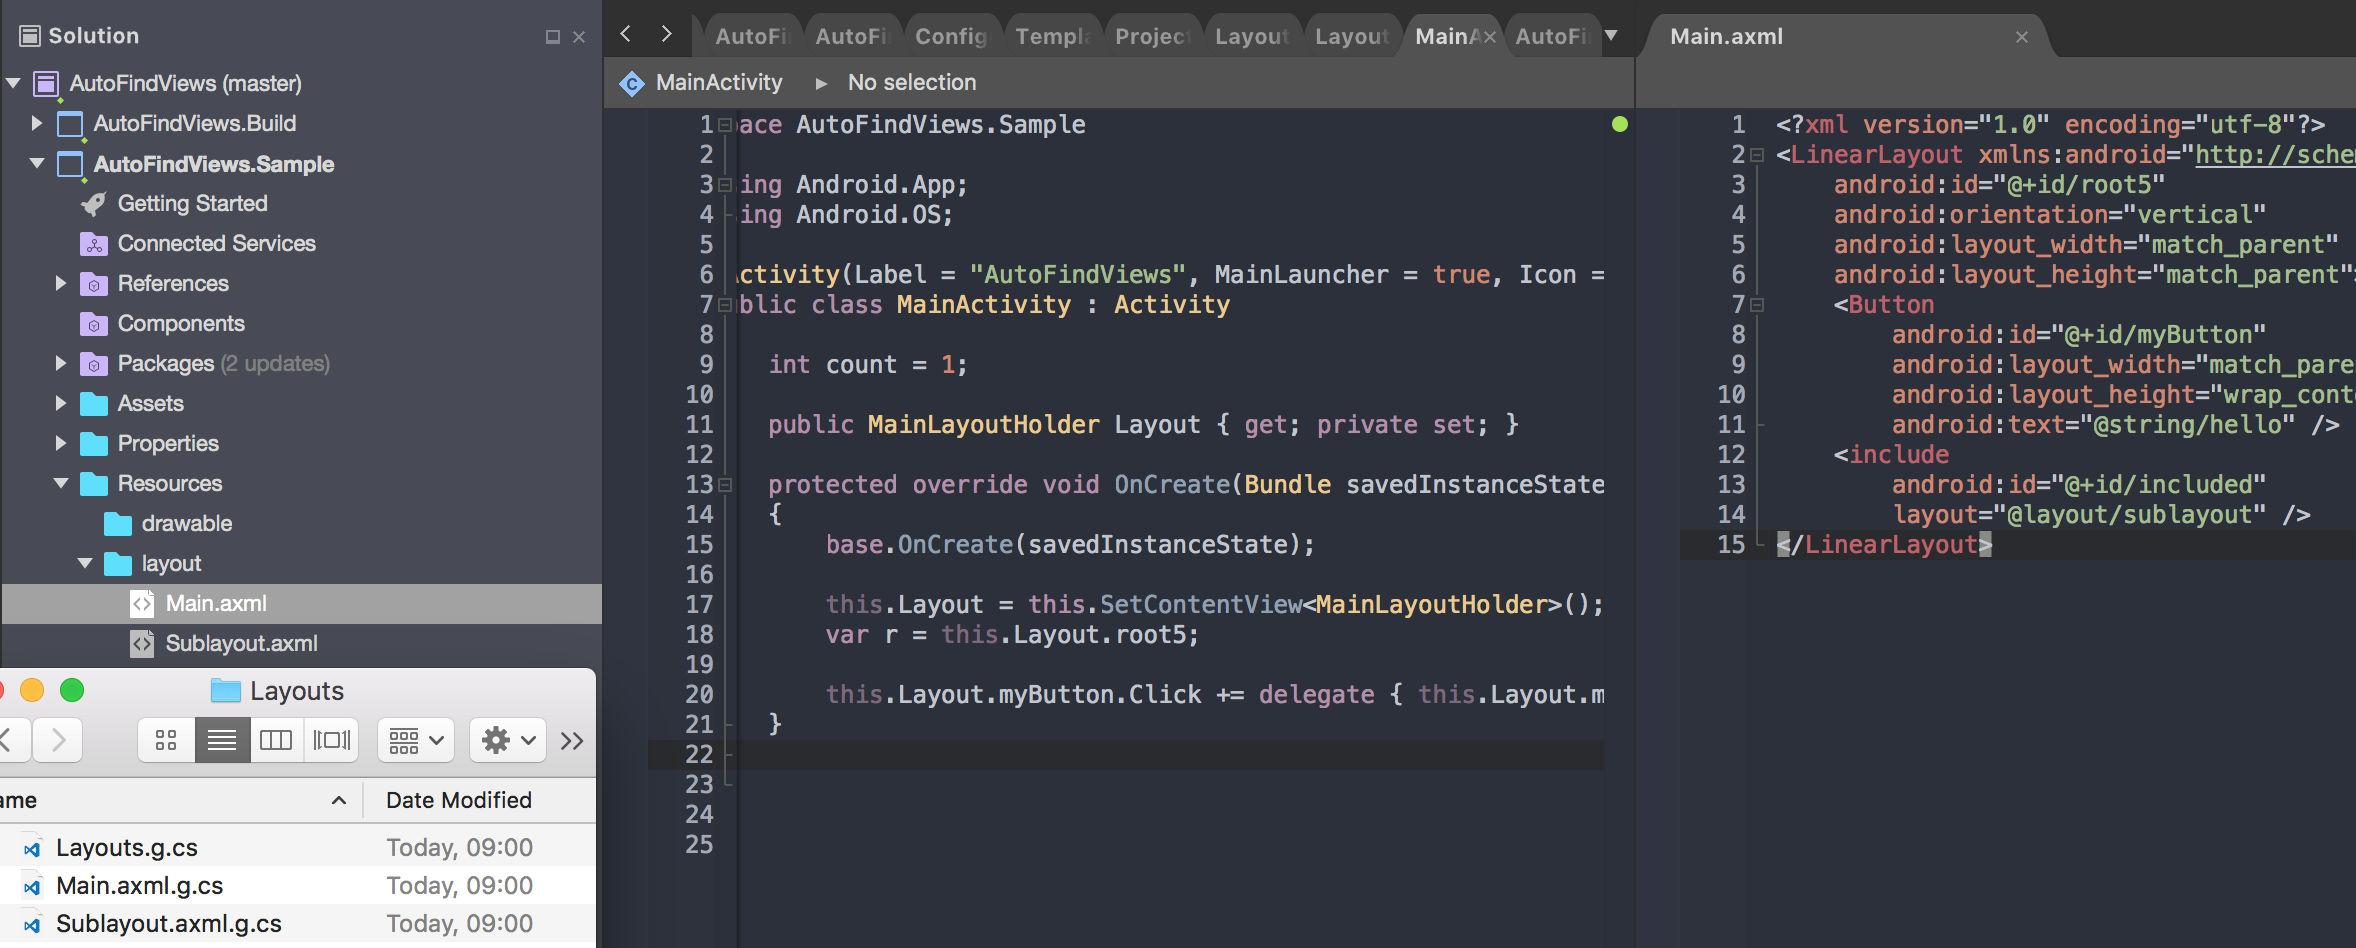 Solution
AutoFindViews (master)
AutoFindViews.Build
AutoFindViews.Sample
Getting Started
Connected Services
References
Components
Packages (2 updates)
Assets
Properties
Resources
drawable
layout
Main.axml
Sublayout.axml
Layouts
ame
Date Modified
Layouts.g.cs Today, 09:00
Main.axml.g.cs Today, 09:00
Sublayout.axml.g.cs Today, 09:00
AutoFi AutoFi Config Templa Project Layout Layout MainA AutoFi
MainActivity No selection
1 ace AutoFindViews.Sample
2
3 ing Android.App;
4 ing Android.OS;
5
6 Activity(Label = "AutoFindViews", MainLauncher = true, Icon =
7 blic class MainActivity : Activity
8
9 int count = 1;
10
11 public MainLayoutHolder Layout { get; private set; }
12
13 protected override void OnCreate(Bundle savedInstanceState
14 {
15 base.OnCreate(savedInstanceState);
16
17 this.Layout = this.SetContentView<MainLayoutHolder>();
18 var r = this.Layout.root5;
19
20 this.Layout.myButton.Click += delegate { this.Layout.m
21 }
22
23
24
25
Main.axml
1 <?xml version="1.0" encoding="utf-8"?>
2 <LinearLayout xmlns:android="http://schem
3 android:id="@+id/root5"
4 android:orientation="vertical"
5 android:layout_width="match_parent"
6 android:layout_height="match_parent">
7 <Button
8 android:id="@+id/myButton"
9 android:layout_width="match_pare
10 android:layout_height="wrap_conte
11 android:text="@string/hello" />
12 <include
13 android:id="@+id/included"
14 layout="@layout/sublayout" />
15 </LinearLayout>